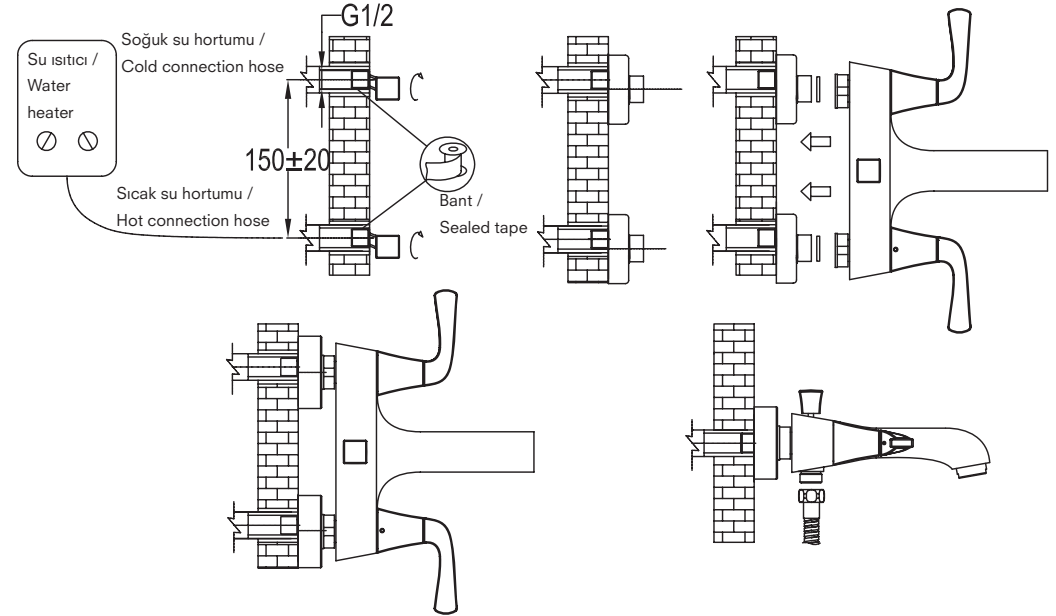 G1/2
Su ısıtıcı /
Water
heater
Soğuk su hortumu /
Cold connection hose
150±20
Sıcak su hortumu /
Hot connection hose
Bant /
Sealed tape